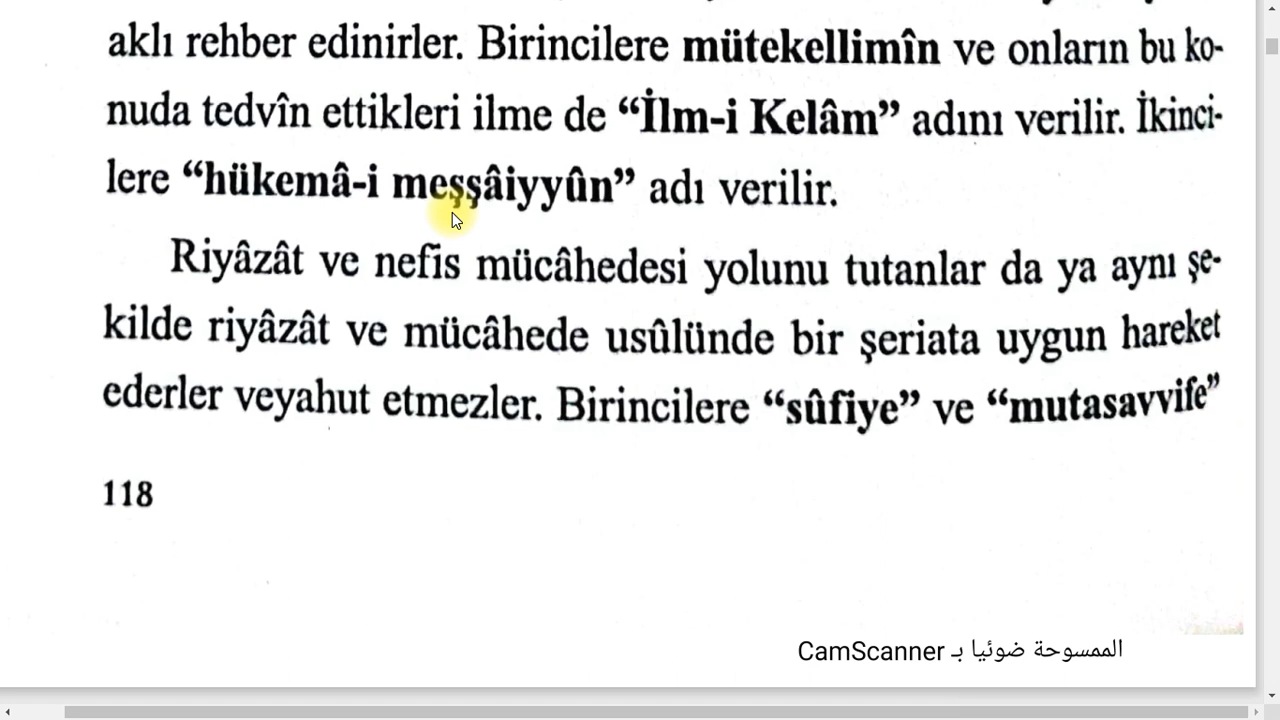 aklı rehber edinirler. Birincilere mütekellimîn ve onların bu ko-
nuda tedvîn ettikleri ilme de “İlm-i Kelâm” adını verilir. İkinci-
lere “hükemâ-i meşşâiyyûn” adı verilir.
Riyâzât ve nefis mücâhedesi yolunu tutanlar da ya aynı şe-
kilde riyâzât ve mücâhede usûlünde bir şeriata uygun hareket
ederler veyahut etmezler. Birincilere “sûfiye” ve “mutasavvife”
118
الممسوحة ضوئيا بـ CamScanner